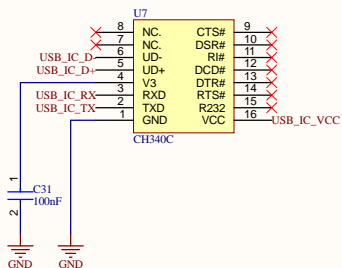 U7
8 NC. CTS# 9
7 NC. DSR# 10
USB_IC_D- 6 UD- RI# 11
USB_IC_D+ 5 UD+ DCD# 12
4 V3 DTR# 13
USB_IC_RX 3 RXD RTS# 14
USB_IC_TX 2 TXD R232 15
1 GND VCC 16 USB_IC_VCC
CH340C
1
C31
100nF
2
GND GND